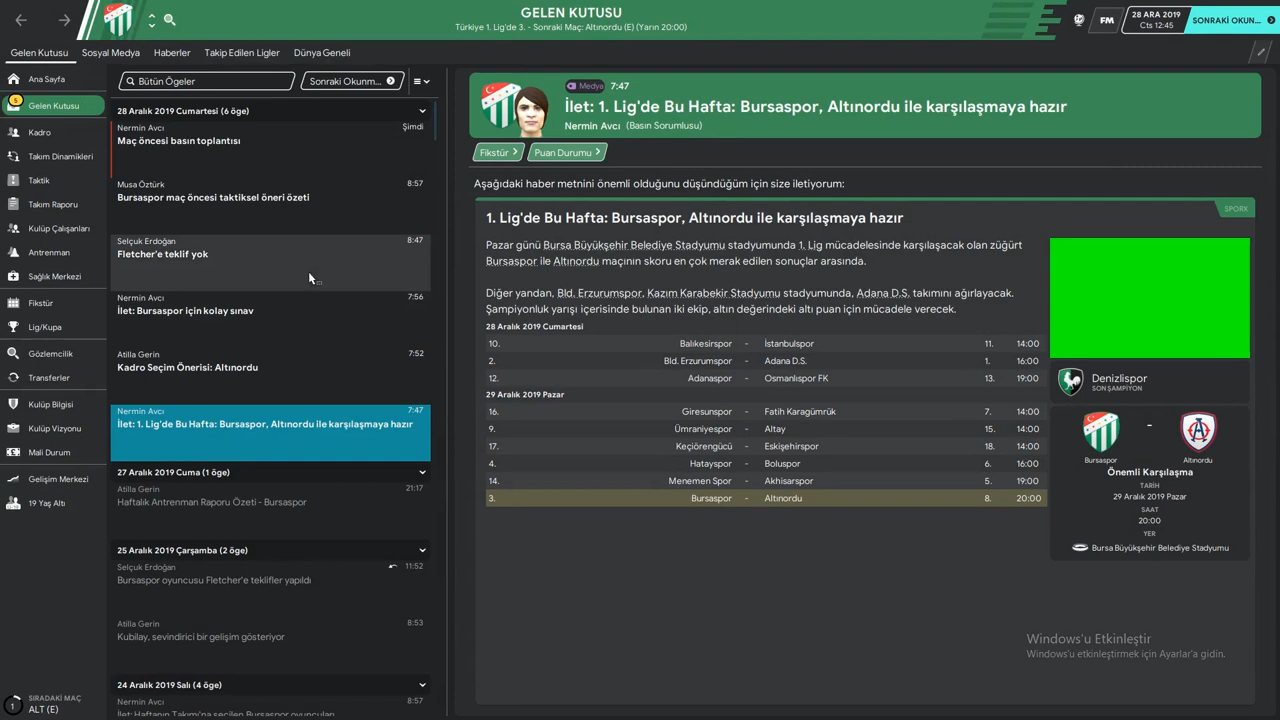 GELEN KUTUSU
Türkiye 1. Lig'de 3. - Sonraki Maç: Altınordu (E) (Yarın 20:00)
FM
28 ARA 2019
Cts 12:45
SONRAKİ OKUN...
Gelen Kutusu
Sosyal Medya
Haberler
Takip Edilen Ligler
Dünya Geneli
Ana Sayfa
5
Gelen Kutusu
Kadro
Takım Dinamikleri
Taktik
Takım Raporu
Kulüp Çalışanları
Antrenman
Sağlık Merkezi
Fikstür
Lig/Kupa
Gözlemcilik
Transferler
Kulüp Bilgisi
Kulüp Vizyonu
Mali Durum
Gelişim Merkezi
19 Yaş Altı
1
SIRADAKİ MAÇ
ALT (E)
Bütün Ögeler
Sonraki Okunm...
28 Aralık 2019 Cumartesi (6 öge)
Nermin Avcı Şimdi
Maç öncesi basın toplantısı
Musa Öztürk 8:57
Bursaspor maç öncesi taktiksel öneri özeti
Selçuk Erdoğan 8:47
Fletcher'e teklif yok
Nermin Avcı 7:56
İlet: Bursaspor için kolay sınav
Atilla Gerin 7:52
Kadro Seçim Önerisi: Altınordu
Nermin Avcı 7:47
İlet: 1. Lig'de Bu Hafta: Bursaspor, Altınordu ile karşılaşmaya hazır
27 Aralık 2019 Cuma (1 öge)
Atilla Gerin 21:17
Haftalık Antrenman Raporu Özeti - Bursaspor
25 Aralık 2019 Çarşamba (2 öge)
Selçuk Erdoğan 11:52
Bursaspor oyuncusu Fletcher'e teklifler yapıldı
Atilla Gerin 8:53
Kubilay, sevindirici bir gelişim gösteriyor
24 Aralık 2019 Salı (4 öge)
Nermin Avcı 8:57
İlet: Haftanın Takımı'na seçilen Bursaspor oyuncuları
Medya 7:47
İlet: 1. Lig'de Bu Hafta: Bursaspor, Altınordu ile karşılaşmaya hazır
Nermin Avcı (Basın Sorumlusu)
Fikstür
Puan Durumu
Aşağıdaki haber metnini önemli olduğunu düşündüğüm için size iletiyorum:
SPORK
1. Lig'de Bu Hafta: Bursaspor, Altınordu ile karşılaşmaya hazır
Pazar günü Bursa Büyükşehir Belediye Stadyumu stadyumunda 1. Lig mücadelesinde karşılaşacak olan züğürt
Bursaspor ile Altınordu maçının skoru en çok merak edilen sonuçlar arasında.
Diğer yandan, Bld. Erzurumspor, Kazım Karabekir Stadyumu stadyumunda, Adana D.S. takımını ağırlayacak.
Şampiyonluk yarışı içerisinde bulunan iki ekip, altın değerindeki altı puan için mücadele verecek.
28 Aralık 2019 Cumartesi
10. Balıkesirspor - İstanbulspor 11. 14:00
2. Bld. Erzurumspor - Adana D.S. 1. 16:00
12. Adanaspor - Osmanlıspor FK 13. 19:00
29 Aralık 2019 Pazar
16. Giresunspor - Fatih Karagümrük 7. 14:00
9. Ümraniyespor - Altay 15. 14:00
17. Keçiörengücü - Eskişehirspor 18. 14:00
4. Hatayspor - Boluspor 6. 16:00
14. Menemen Spor - Akhisarspor 5. 19:00
3. Bursaspor - Altınordu 8. 20:00
Denizlispor
SON ŞAMPİYON
-
Bursaspor
Altınordu
Önemli Karşılaşma
TARİH
29 Aralık 2019 Pazar
SAAT
20:00
YER
Bursa Büyükşehir Belediye Stadyumu
Windows'u Etkinleştir
Windows'u etkinleştirmek için Ayarlar'a gidin.